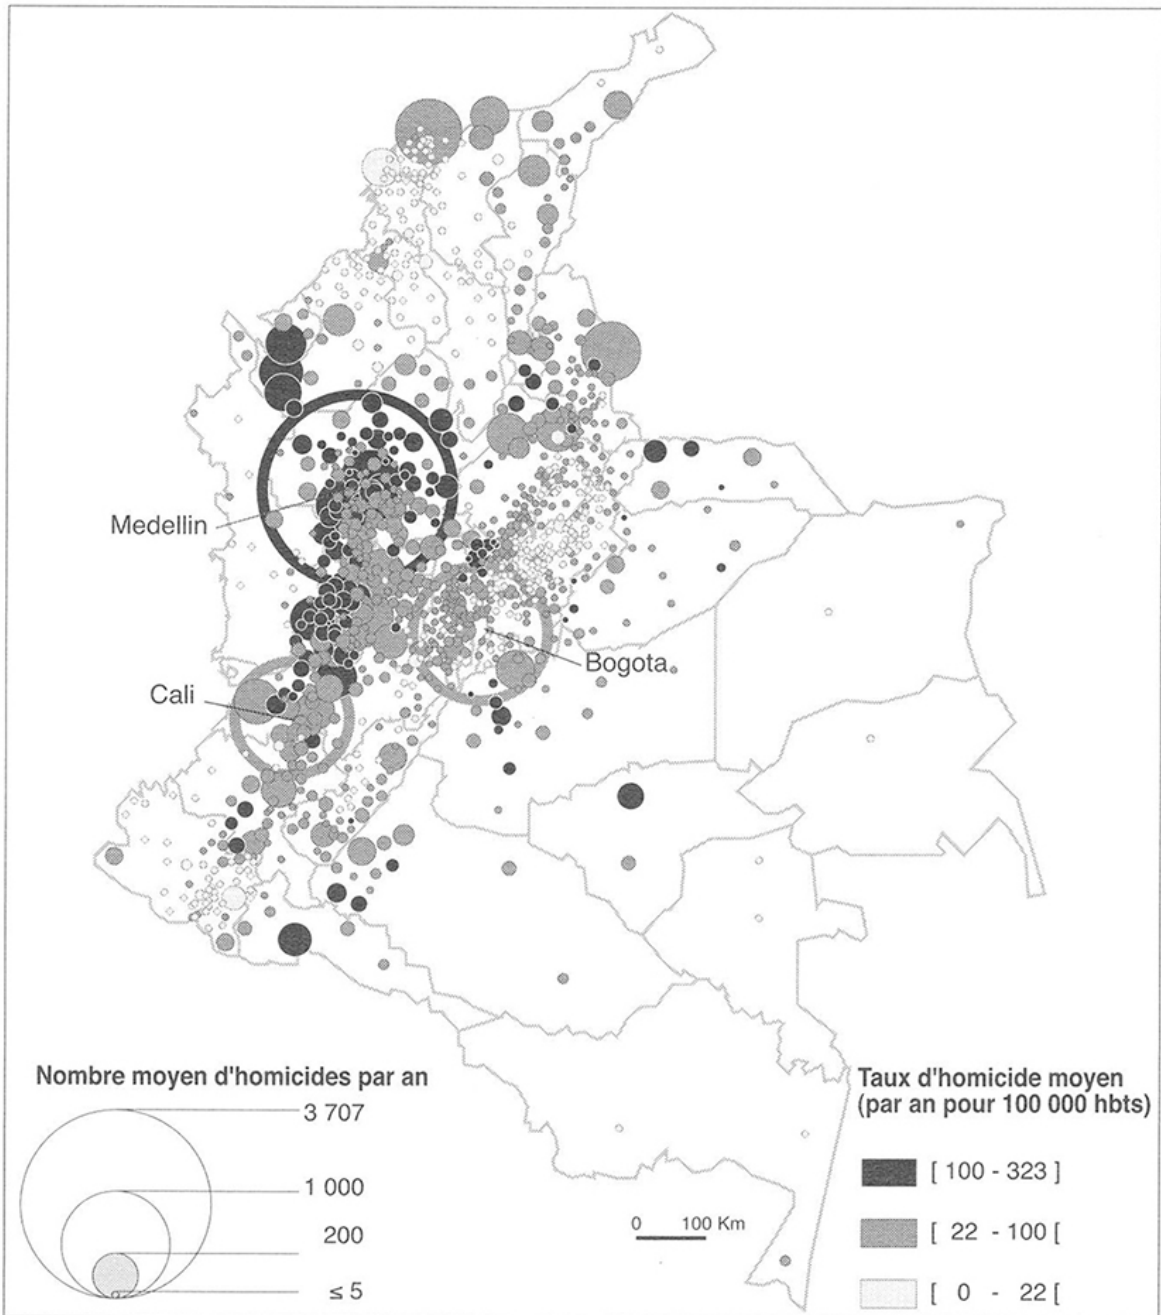 Medellin
Bogota
Cali
Nombre moyen d'homicides par an
3 707
1 000
200
≤ 5
0 100 Km
Taux d'homicide moyen
(par an pour 100 000 hbts)
[ 100 - 323 ]
[ 22 - 100 [
[ 0 - 22 [